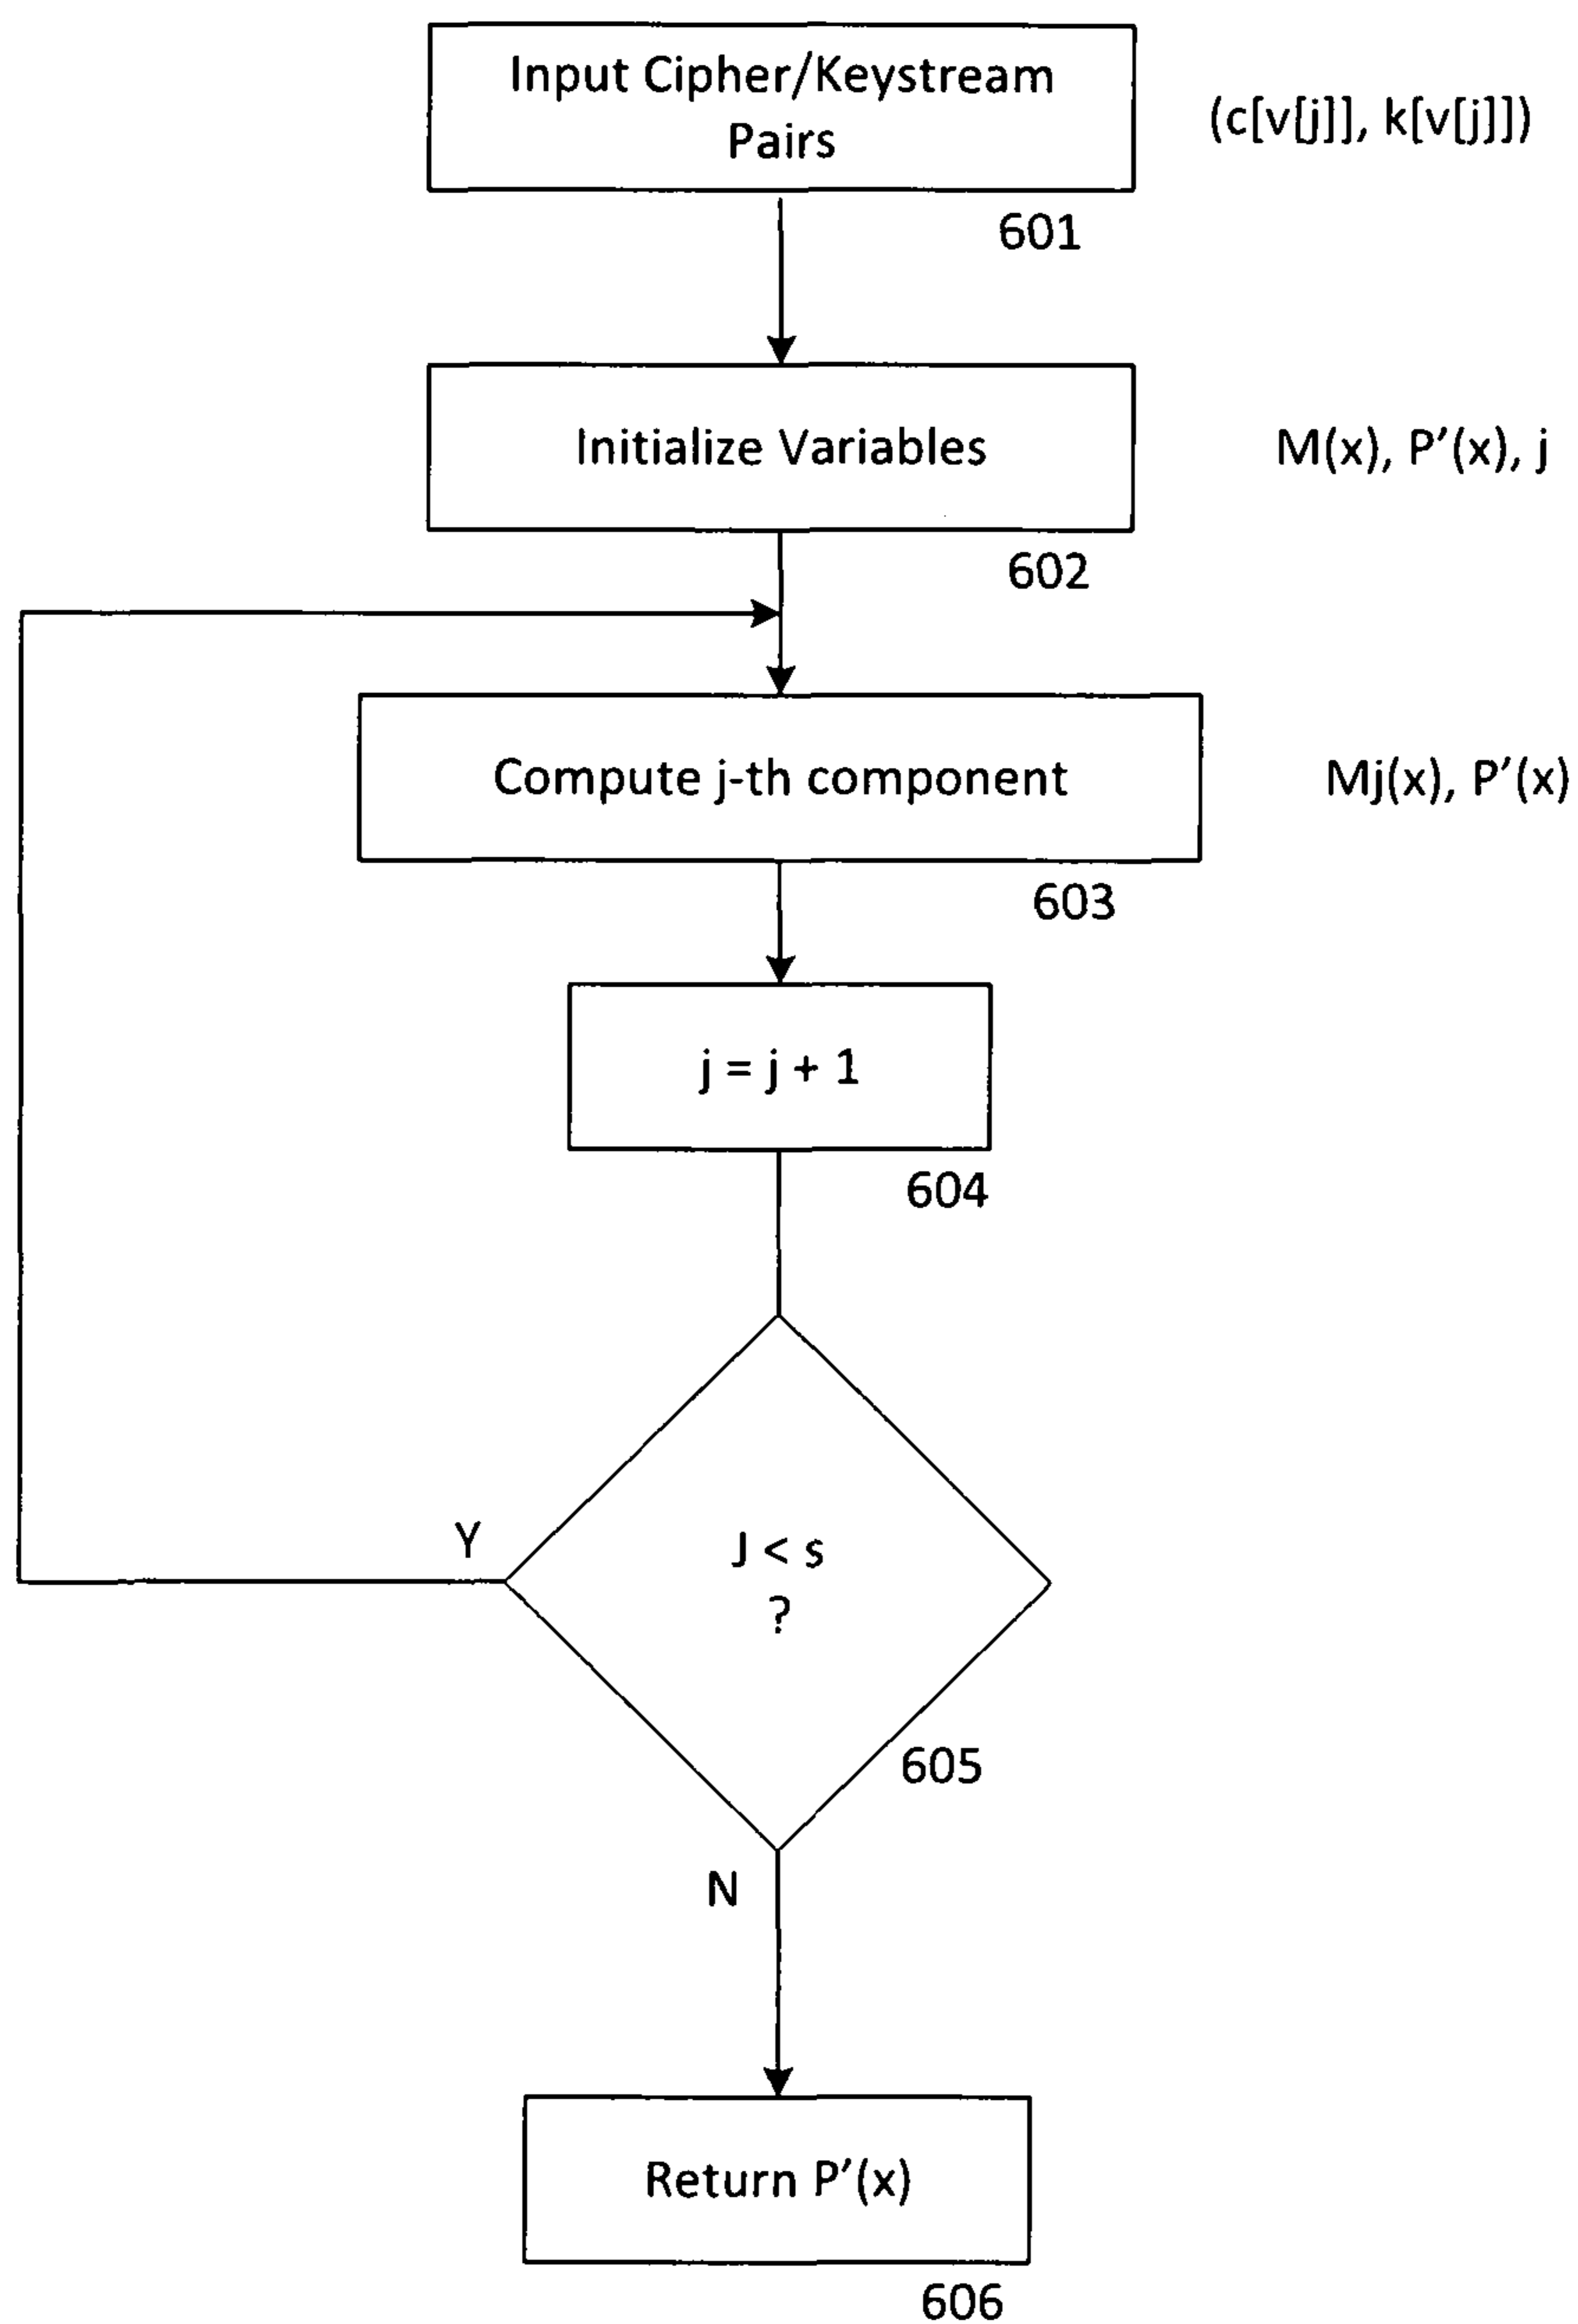 Input Cipher/Keystream
Pairs
(c[v[j]], k[v[j]])
601
Initialize Variables
M(x), P′(x), j
602
Compute j-th component
Mj(x), P′(x)
603
j = j + 1
604
Y
J < s
?
605
N
Return P′(x)
606